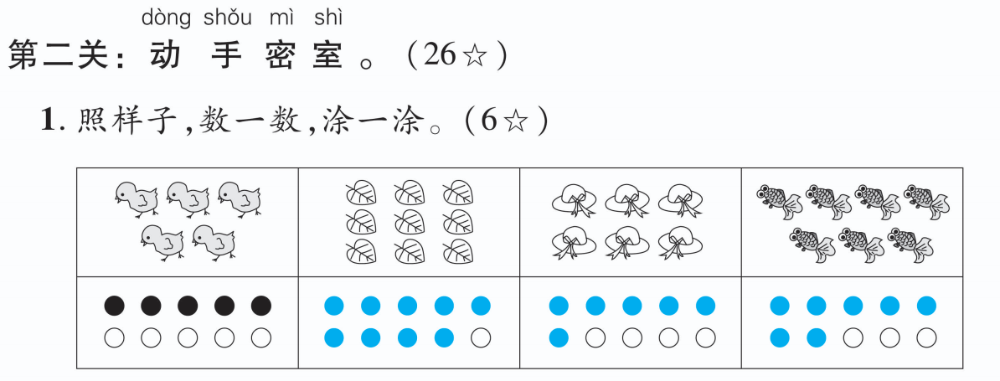 dòng shǒu mì shì
第二关：动手密室。（26☆）
1. 照样子，数一数，涂一涂。（6☆）